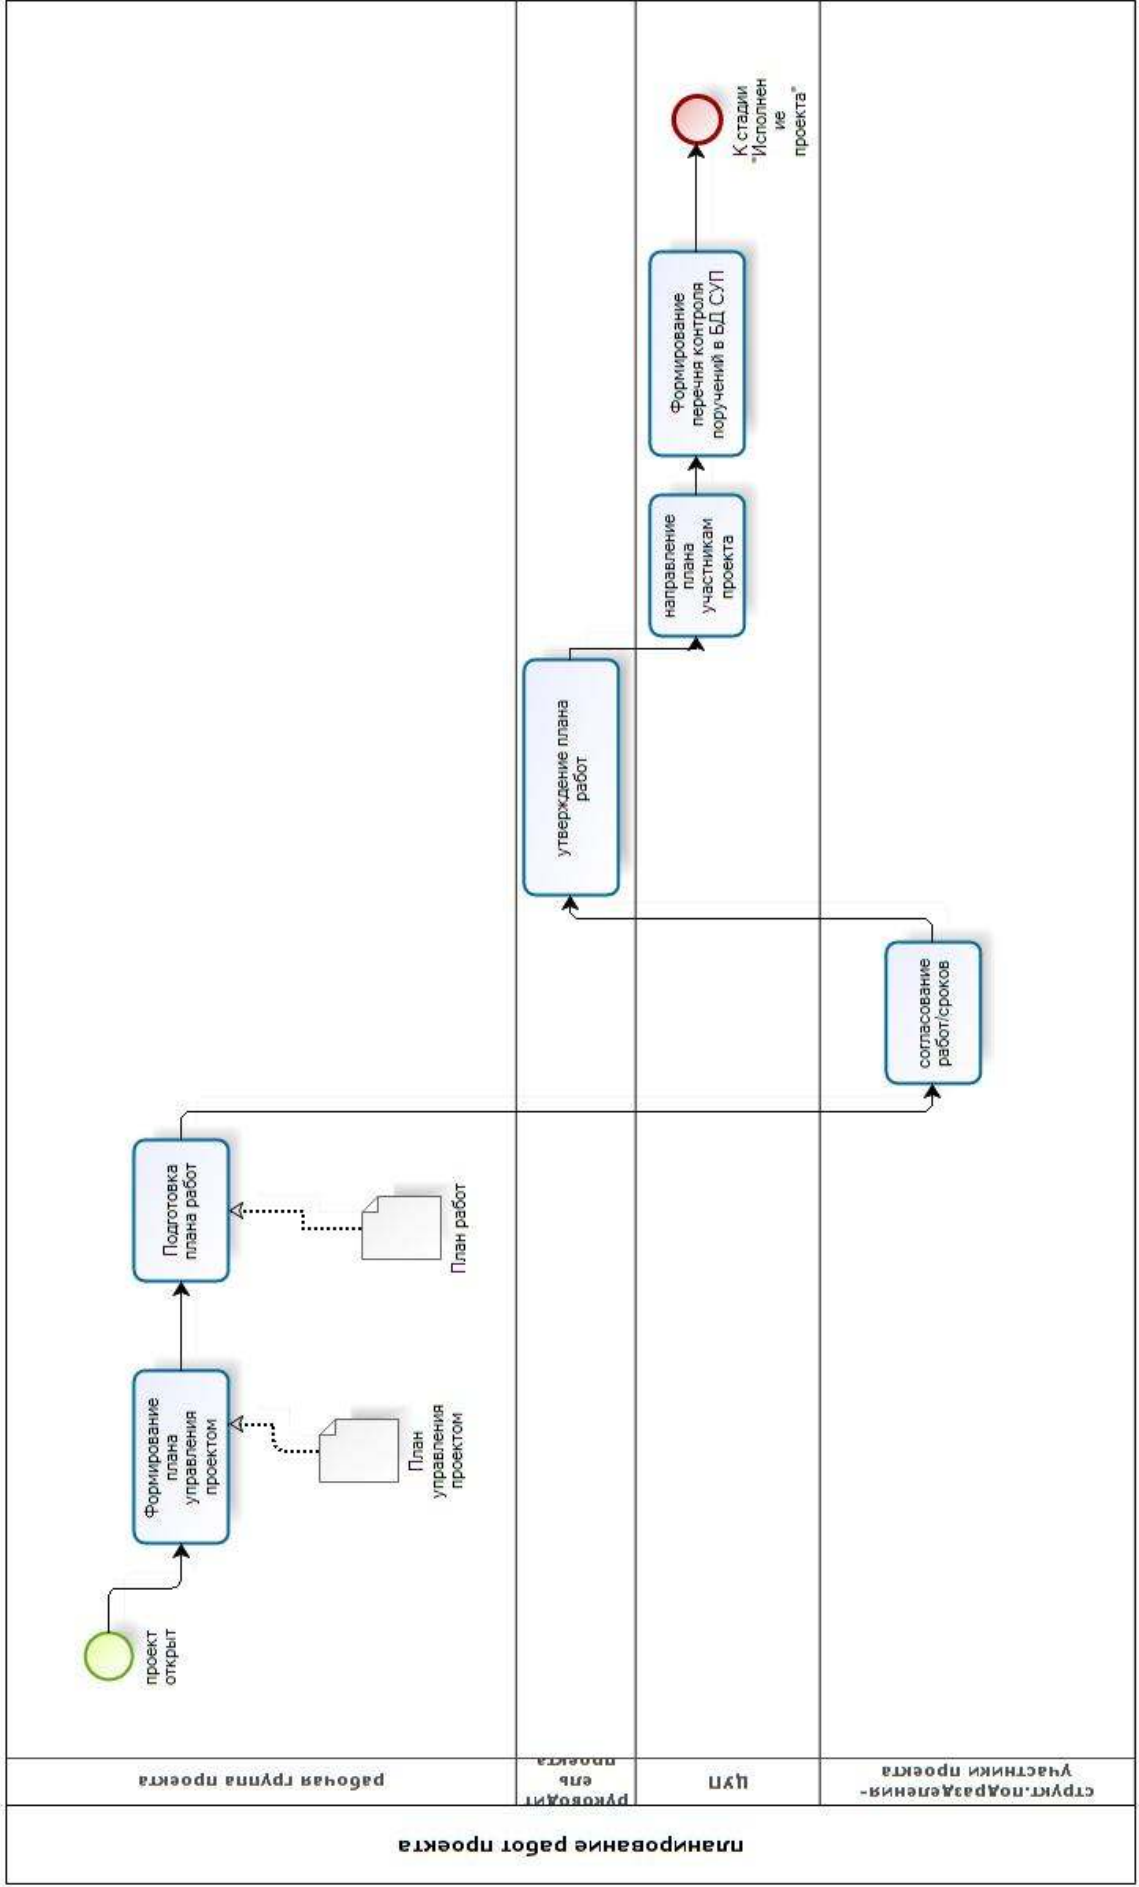 планирование работ проекта
рабочая группа проекта
руководит
ель
проекта
ЦУП
структ.подразделения-
участники проекта
проект
открыт
Формирование
плана
управления
проектом
План
управления
проектом
Подготовка
плана работ
План работ
согласование
работ/сроков
утверждение плана
работ
направление
плана
участникам
проекта
Формирование
перечня контроля
поручений в БД СУП
К стадии
"Исполнен
ие
проекта"